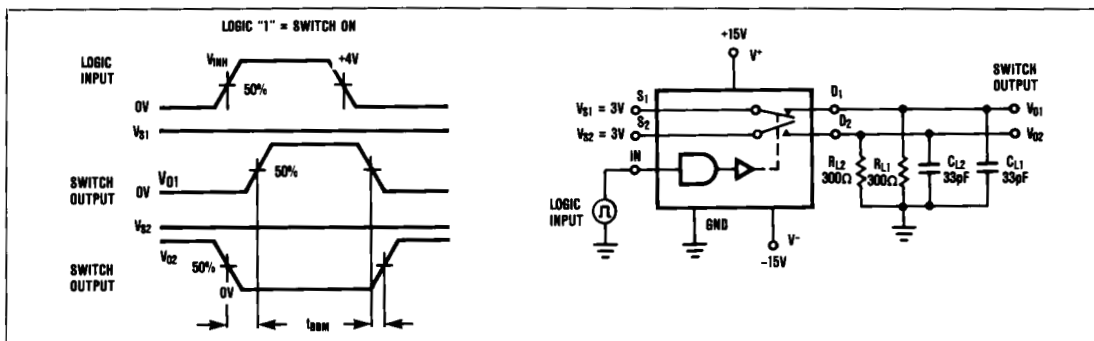 LOGIC "1" = SWITCH ON
LOGIC
INPUT
VINH
+4V
50%
0V
VS1
SWITCH
OUTPUT
VO1
0V
50%
VS2
SWITCH
OUTPUT
VO2
50%
0V
tBBM
+15V
V+
S1
VS1 = 3V
S2
VS2 = 3V
IN
LOGIC
INPUT
GND
V-
-15V
D1
D2
SWITCH
OUTPUT
VO1
VO2
RL2
300Ω
RL1
300Ω
CL2
33pF
CL1
33pF